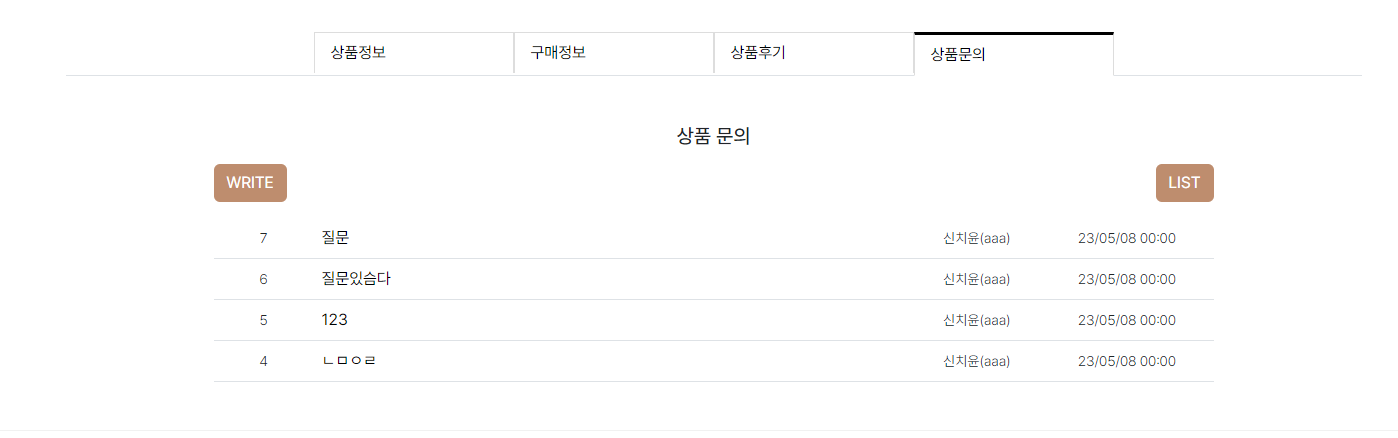 상품정보 구매정보 상품후기 상품문의
상품 문의
WRITE LIST
7 질문 신치윤(aaa) 23/05/08 00:00
6 질문있슴다 신치윤(aaa) 23/05/08 00:00
5 123 신치윤(aaa) 23/05/08 00:00
4 ㄴㅁㅇㄹ 신치윤(aaa) 23/05/08 00:00